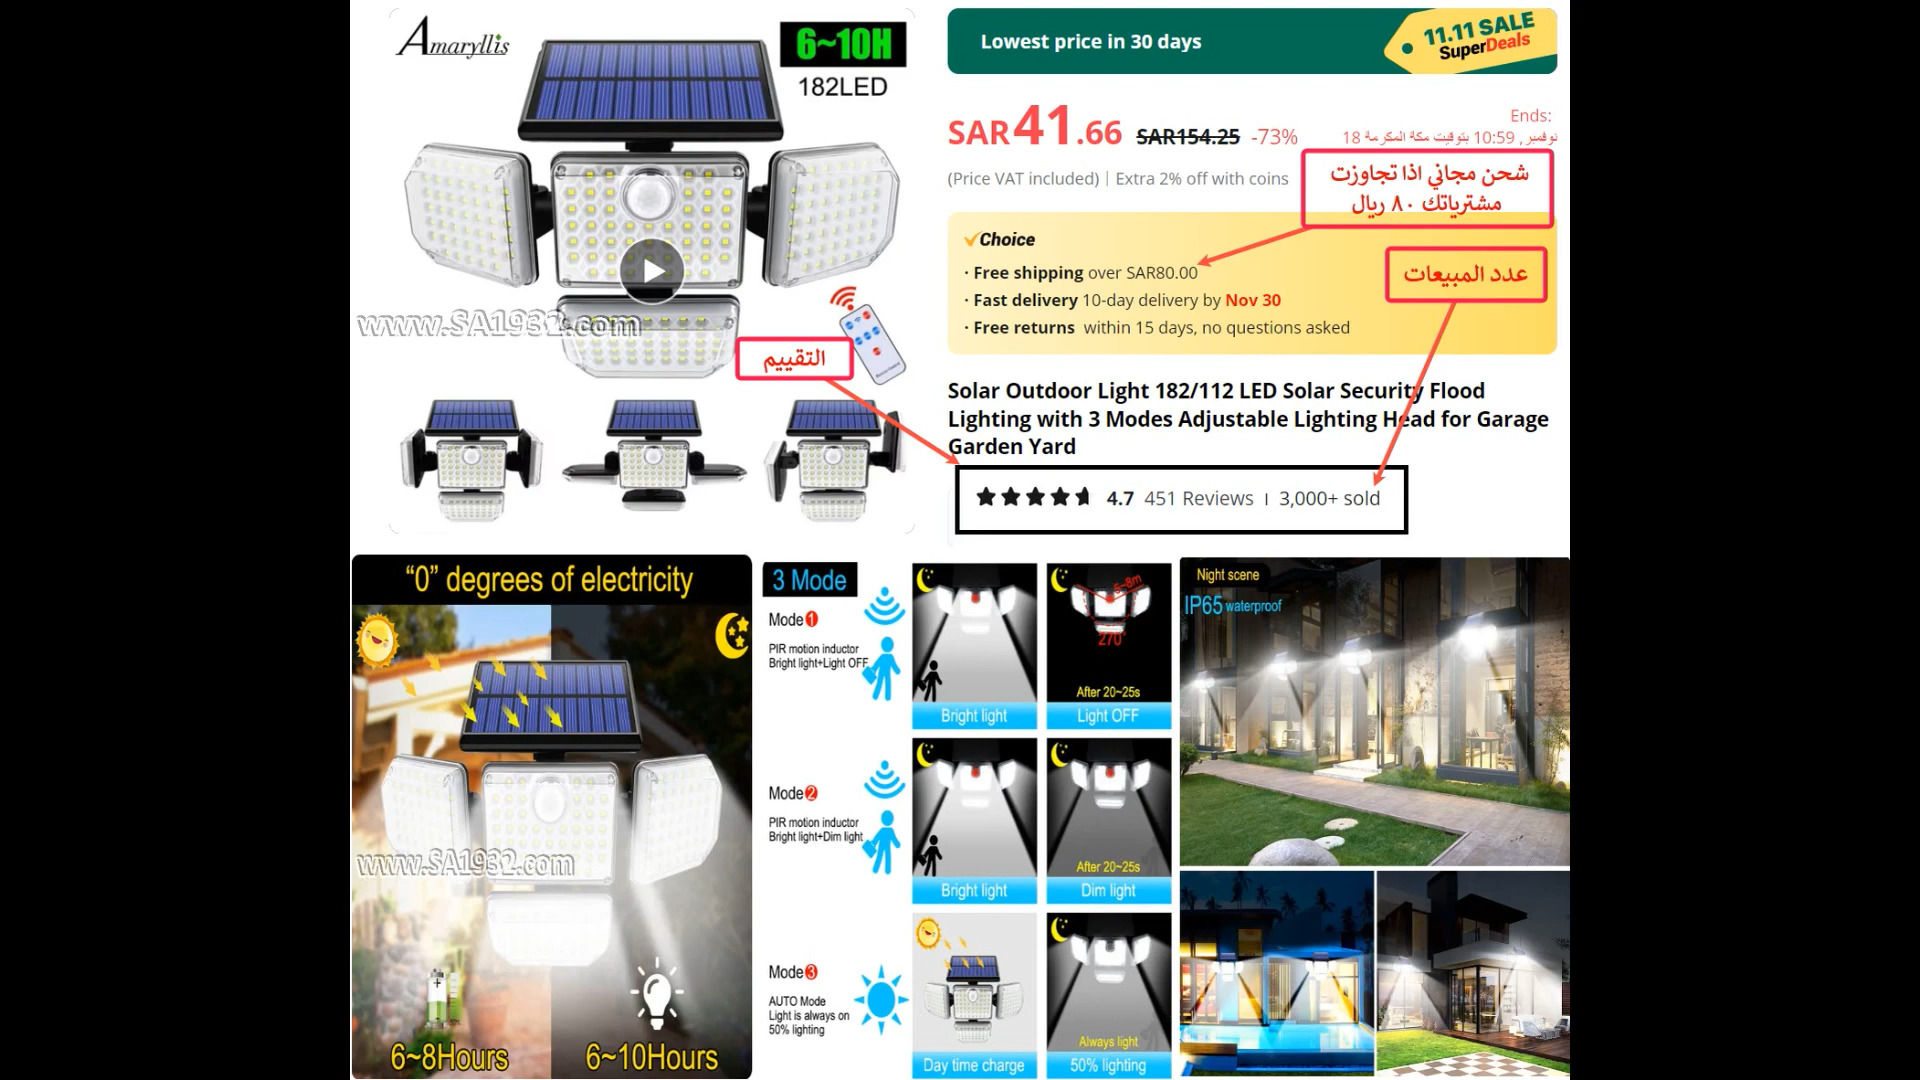 Amaryllis
6~10H
182LED
www.SA1932.com
Lowest price in 30 days
11.11 SALE
SuperDeals
SAR41.66 SAR154.25 -73%
Ends:
نوفمبر, 10:59 بتوقيت مكة المكرمة 18
(Price VAT included) | Extra 2% off with coins
شحن مجاني اذا تجاوزت
مشترياتك ٨٠ ريال
Choice
· Free shipping over SAR80.00
· Fast delivery 10-day delivery by Nov 30
· Free returns within 15 days, no questions asked
عدد المبيعات
التقييم
Solar Outdoor Light 182/112 LED Solar Security Flood
Lighting with 3 Modes Adjustable Lighting Head for Garage
Garden Yard
4.7 451 Reviews I 3,000+ sold
“0” degrees of electricity
www.SA1932.com
6~8Hours
6~10Hours
3 Mode
Mode1
PIR motion inductor
Bright light+Light OFF
Bright light
5~8m
270°
After 20~25s
Light OFF
Mode2
PIR motion inductor
Bright light+Dim light
Bright light
After 20~25s
Dim light
Mode3
AUTO Mode
Light is always on
50% lighting
Day time charge
Always light
50% lighting
Night scene
IP65 waterproof